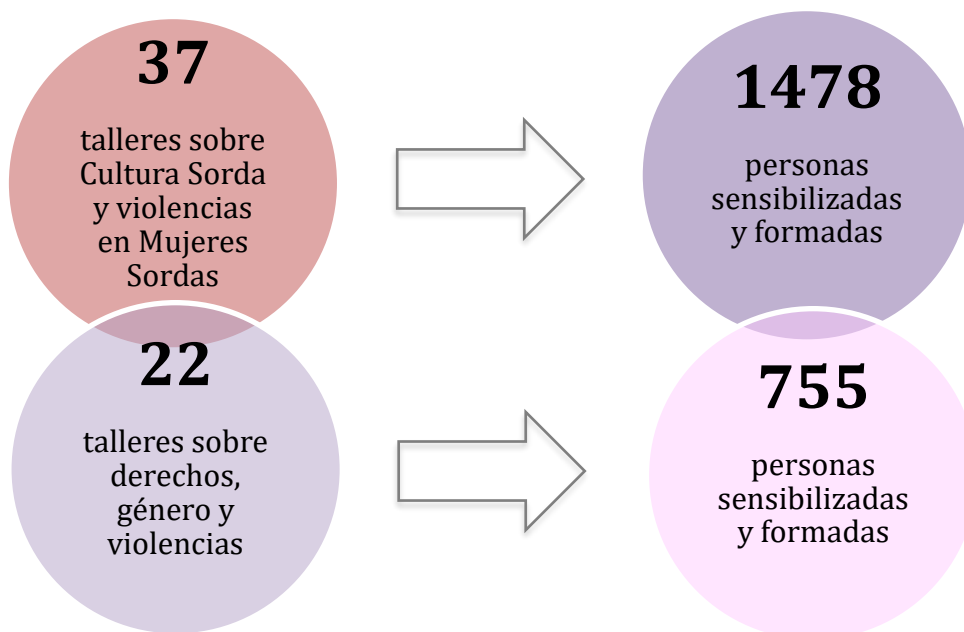 37
talleres sobre
Cultura Sorda
y violencias
en Mujeres
Sordas
1478
personas
sensibilizadas
y formadas
22
talleres sobre
derechos,
género y
violencias
755
personas
sensibilizadas
y formadas